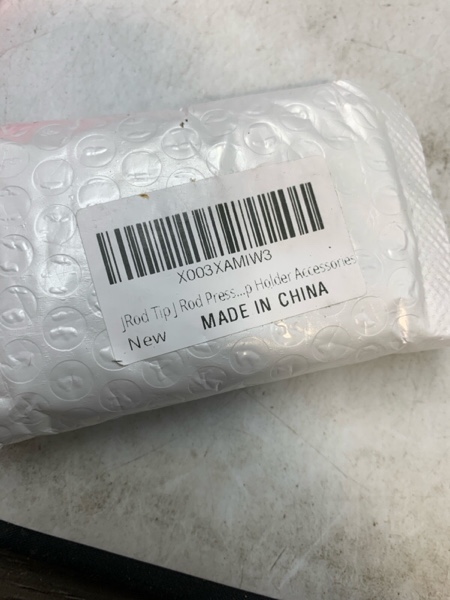 X003XAMIW3
]Rod Tip] Rod Press...p Holder Accessories
New
MADE IN CHINA